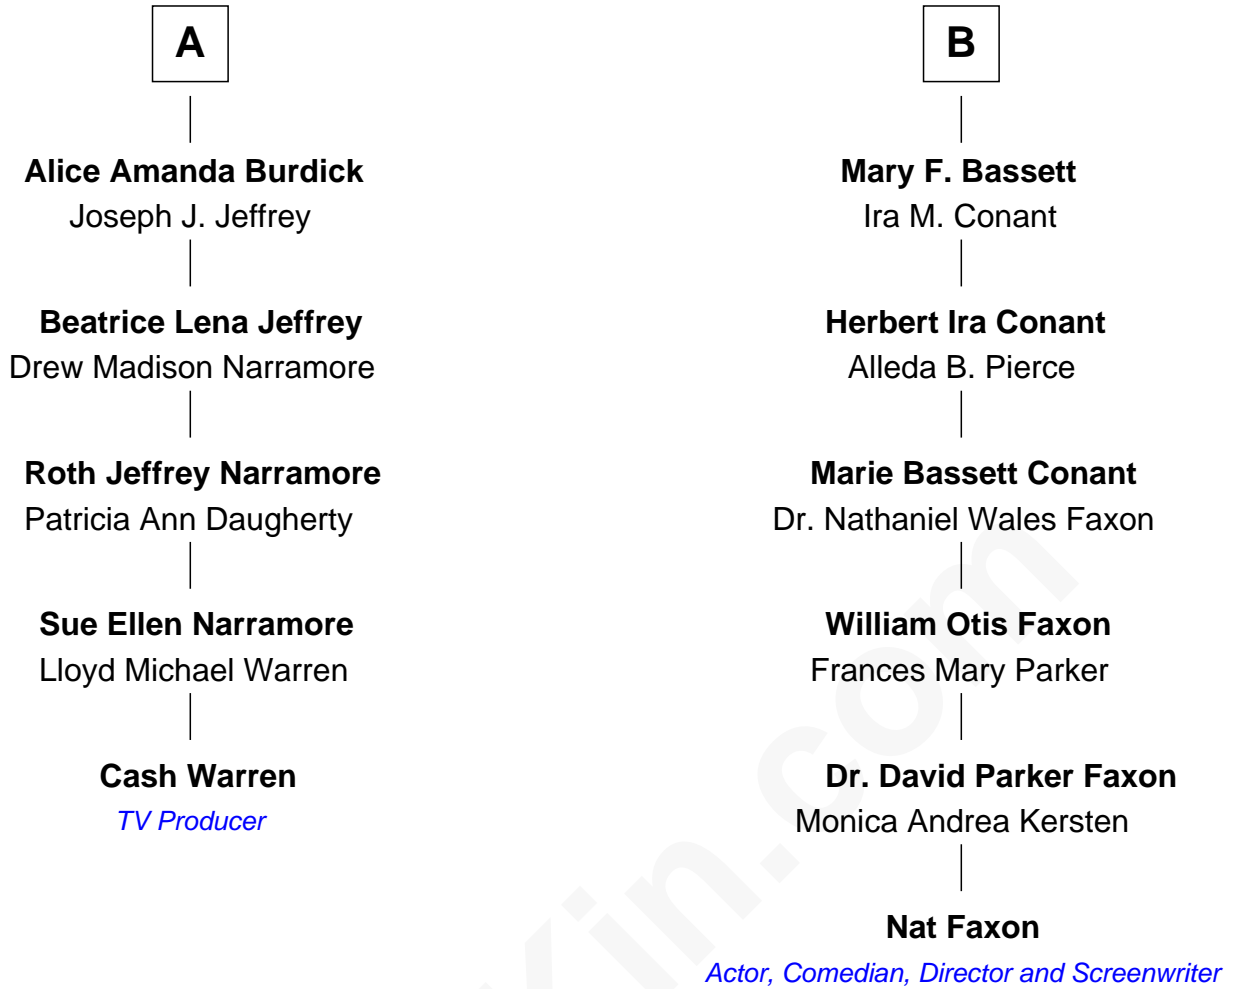 A
Alice Amanda Burdick
Joseph J. Jeffrey
Beatrice Lena Jeffrey
Drew Madison Narramore
Roth Jeffrey Narramore
Patricia Ann Daugherty
Sue Ellen Narramore
Lloyd Michael Warren
Cash Warren
TV Producer
B
Mary F. Bassett
Ira M. Conant
Herbert Ira Conant
Alleda B. Pierce
Marie Bassett Conant
Dr. Nathaniel Wales Faxon
William Otis Faxon
Frances Mary Parker
Dr. David Parker Faxon
Monica Andrea Kersten
Nat Faxon
Actor, Comedian, Director and Screenwriter
Kin.com